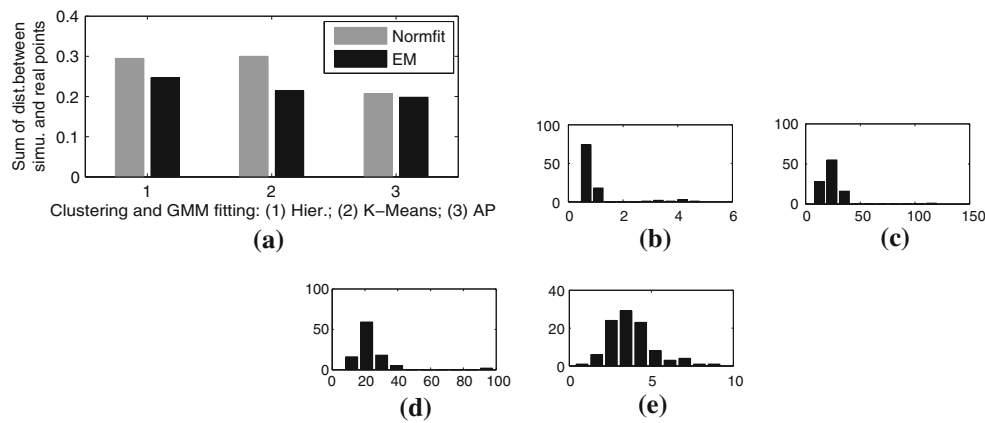 Sum of dist.between
simu. and real points
0.4
0.3
0.2
0.1
0
Normfit
EM
1 2 3
Clustering and GMM fitting: (1) Hier.; (2) K−Means; (3) AP
(a)
100
50
0
0 2 4 6
(b)
100
50
0
0 50 100 150
(c)
100
50
0
0 20 40 60 80 100
(d)
40
20
0
0 5 10
(e)